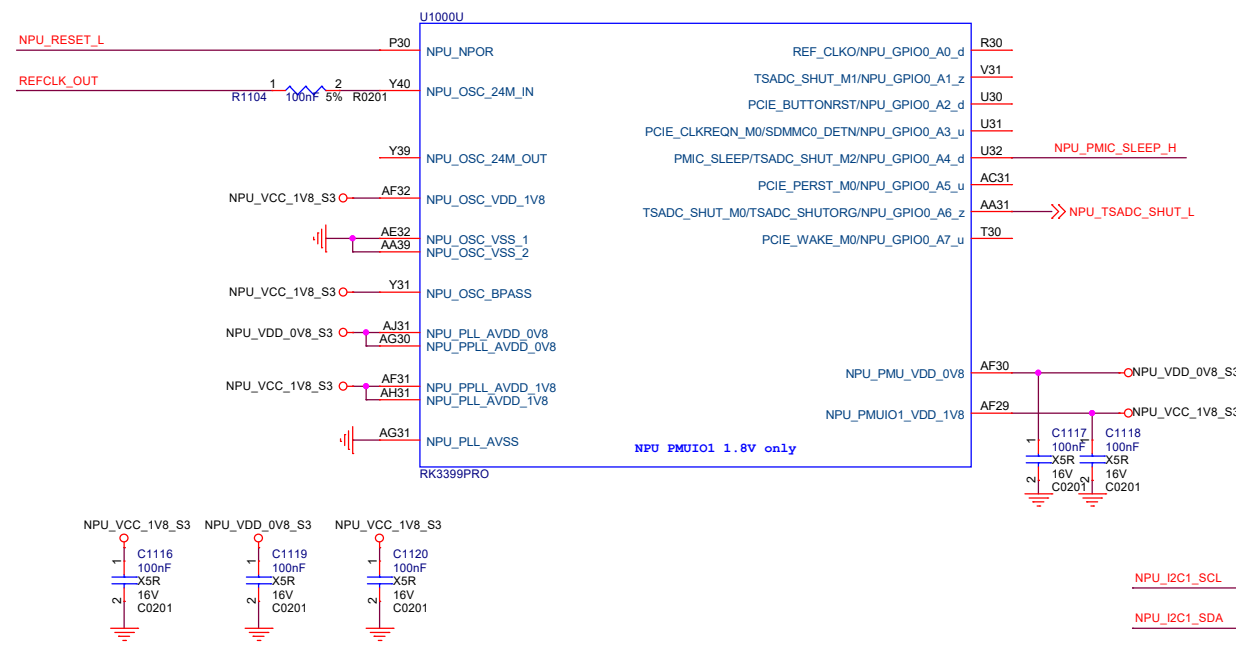 U1000U
NPU_RESET_L
P30
NPU_NPOR
REFCLK_OUT
1
2
R1104
100nF
5%
R0201
Y40
NPU_OSC_24M_IN
Y39
NPU_OSC_24M_OUT
NPU_VCC_1V8_S3
AF32
NPU_OSC_VDD_1V8
AE32
NPU_OSC_VSS_1
AA39
NPU_OSC_VSS_2
NPU_VCC_1V8_S3
Y31
NPU_OSC_BPASS
NPU_VDD_0V8_S3
AJ31
NPU_PLL_AVDD_0V8
AG30
NPU_PPLL_AVDD_0V8
NPU_VCC_1V8_S3
AF31
NPU_PPLL_AVDD_1V8
AH31
NPU_PLL_AVDD_1V8
AG31
NPU_PLL_AVSS
REF_CLKO/NPU_GPIO0_A0_d
R30
TSADC_SHUT_M1/NPU_GPIO0_A1_z
V31
PCIE_BUTTONRST/NPU_GPIO0_A2_d
U30
PCIE_CLKREQN_M0/SDMMC0_DETN/NPU_GPIO0_A3_u
U31
PMIC_SLEEP/TSADC_SHUT_M2/NPU_GPIO0_A4_d
U32
NPU_PMIC_SLEEP_H
PCIE_PERST_M0/NPU_GPIO0_A5_u
AC31
TSADC_SHUT_M0/TSADC_SHUTORG/NPU_GPIO0_A6_z
AA31
NPU_TSADC_SHUT_L
PCIE_WAKE_M0/NPU_GPIO0_A7_u
T30
NPU_PMU_VDD_0V8
AF30
NPU_VDD_0V8_S3
NPU_PMUIO1_VDD_1V8
AF29
NPU_VCC_1V8_S3
NPU PMUIO1 1.8V only
RK3399PRO
1
2
C1117
100nF
X5R
16V
C0201
1
2
C1118
100nF
X5R
16V
C0201
NPU_VCC_1V8_S3
1
2
C1116
100nF
X5R
16V
C0201
NPU_VDD_0V8_S3
1
2
C1119
100nF
X5R
16V
C0201
NPU_VCC_1V8_S3
1
2
C1120
100nF
X5R
16V
C0201
NPU_I2C1_SCL
NPU_I2C1_SDA